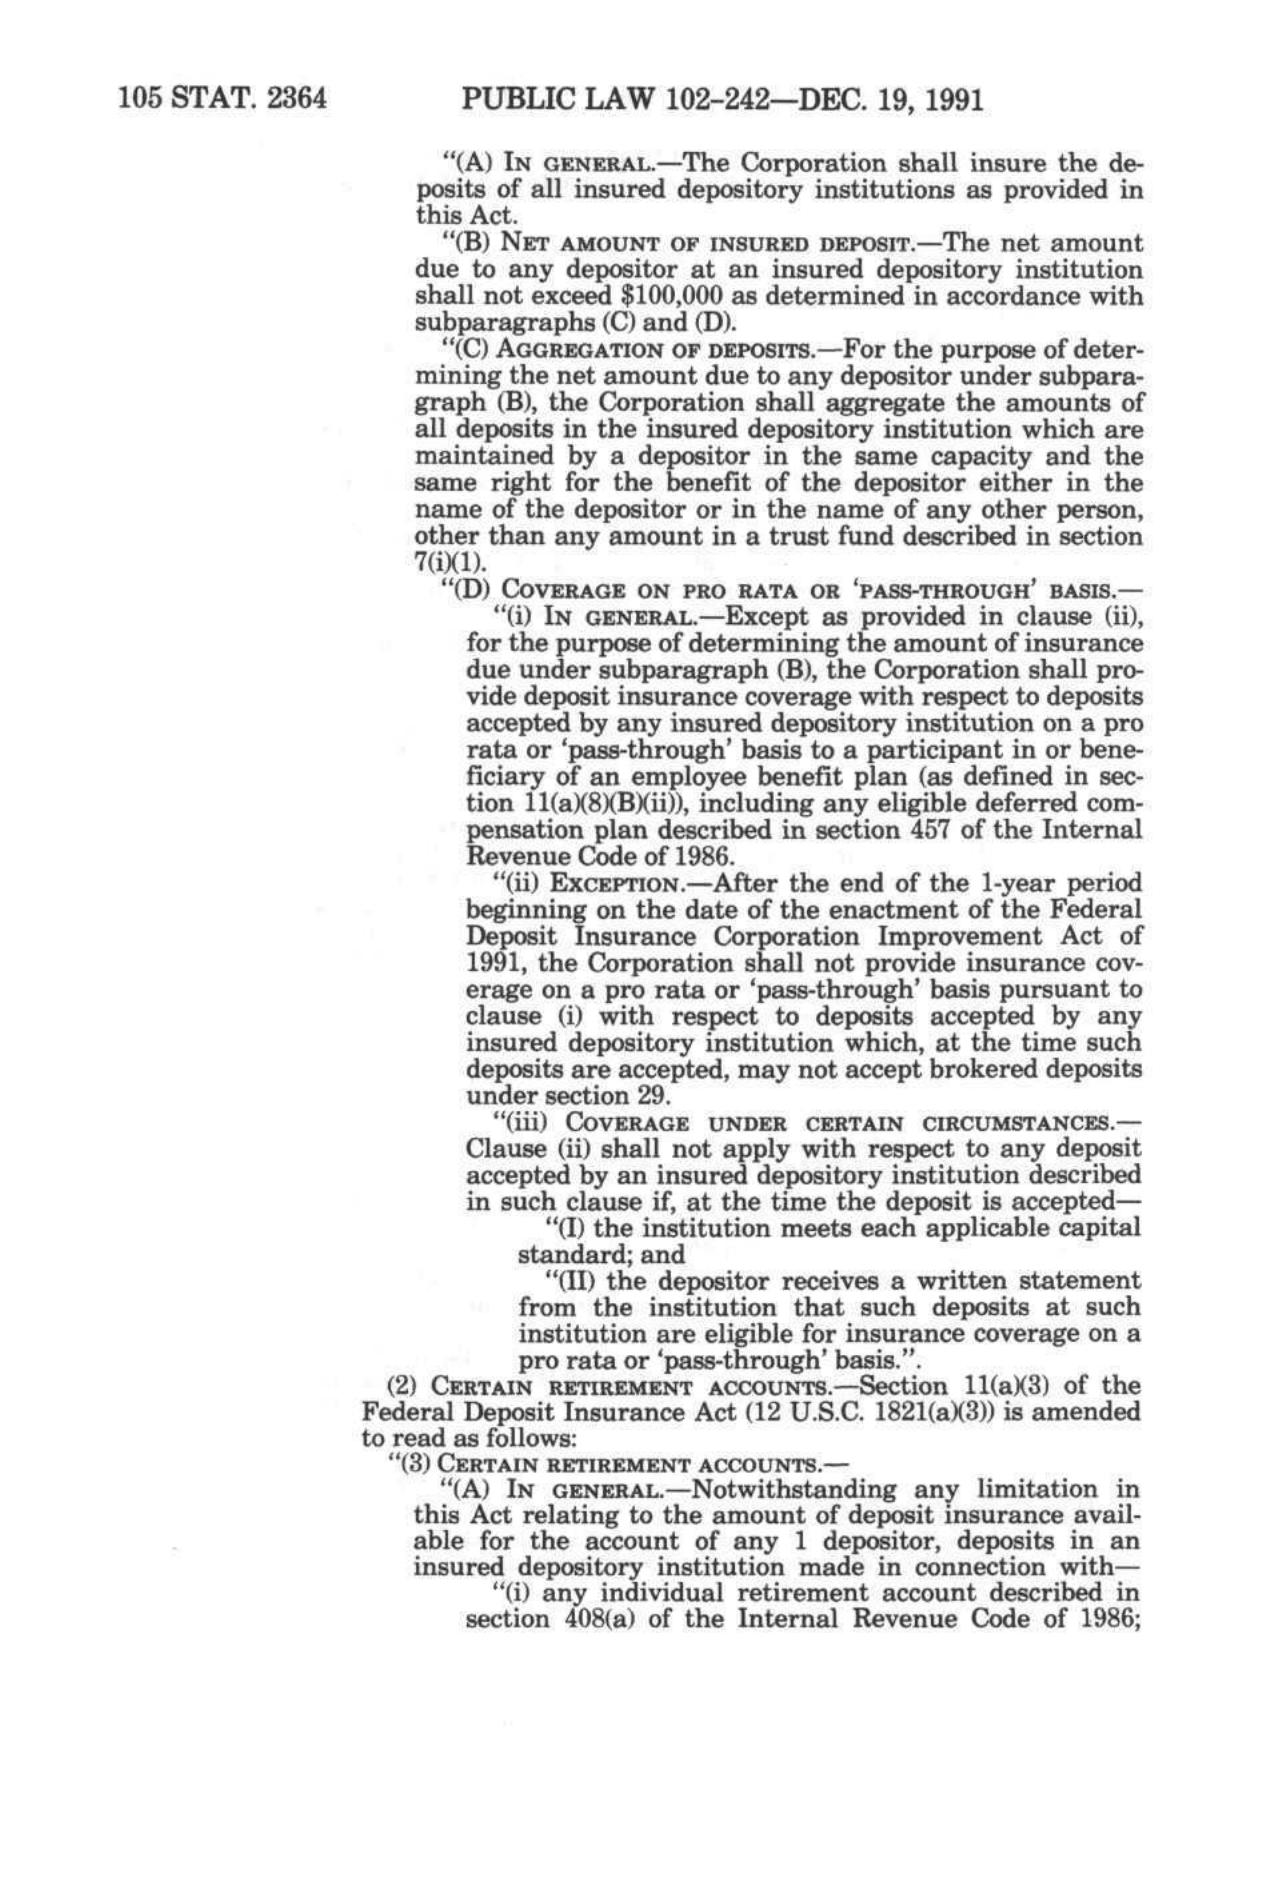 105 STAT. 2364 PUBLIC LAW 102-242—DEC. 19, 1991
“(A) IN GENERAL.—The Corporation shall insure the de-
posits of all insured depository institutions as provided in
this Act.
“(B) NET AMOUNT OF INSURED DEPOSIT.—The net amount
due to any depositor at an insured depository institution
shall not exceed $100,000 as determined in accordance with
subparagraphs (C) and (D).
“(C) AGGREGATION OF DEPOSITS.—For the purpose of deter-
mining the net amount due to any depositor under subpara-
graph (B), the Corporation shall aggregate the amounts of
all deposits in the insured depository institution which are
maintained by a depositor in the same capacity and the
same right for the benefit of the depositor either in the
name of the depositor or in the name of any other person,
other than any amount in a trust fund described in section
7(i)(1).
“(D) COVERAGE ON PRO RATA OR ‘PASS-THROUGH’ BASIS.—
“(i) IN GENERAL.—Except as provided in clause (ii),
for the purpose of determining the amount of insurance
due under subparagraph (B), the Corporation shall pro-
vide deposit insurance coverage with respect to deposits
accepted by any insured depository institution on a pro
rata or ‘pass-through’ basis to a participant in or bene-
ficiary of an employee benefit plan (as defined in sec-
tion 11(a)(8)(B)(ii)), including any eligible deferred com-
pensation plan described in section 457 of the Internal
Revenue Code of 1986.
“(ii) EXCEPTION.—After the end of the 1-year period
beginning on the date of the enactment of the Federal
Deposit Insurance Corporation Improvement Act of
1991, the Corporation shall not provide insurance cov-
erage on a pro rata or ‘pass-through’ basis pursuant to
clause (i) with respect to deposits accepted by any
insured depository institution which, at the time such
deposits are accepted, may not accept brokered deposits
under section 29.
“(iii) COVERAGE UNDER CERTAIN CIRCUMSTANCES.—
Clause (ii) shall not apply with respect to any deposit
accepted by an insured depository institution described
in such clause if, at the time the deposit is accepted—
“(I) the institution meets each applicable capital
standard; and
“(II) the depositor receives a written statement
from the institution that such deposits at such
institution are eligible for insurance coverage on a
pro rata or ‘pass-through’ basis.”.
(2) CERTAIN RETIREMENT ACCOUNTS.—Section 11(a)(3) of the
Federal Deposit Insurance Act (12 U.S.C. 1821(a)(3)) is amended
to read as follows:
“(3) CERTAIN RETIREMENT ACCOUNTS.—
“(A) IN GENERAL.—Notwithstanding any limitation in
this Act relating to the amount of deposit insurance avail-
able for the account of any 1 depositor, deposits in an
insured depository institution made in connection with—
“(i) any individual retirement account described in
section 408(a) of the Internal Revenue Code of 1986;